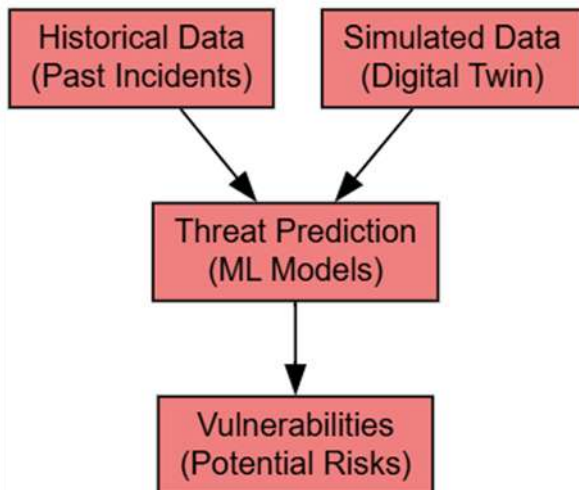 Historical Data
(Past Incidents)
Simulated Data
(Digital Twin)
Threat Prediction
(ML Models)
Vulnerabilities
(Potential Risks)